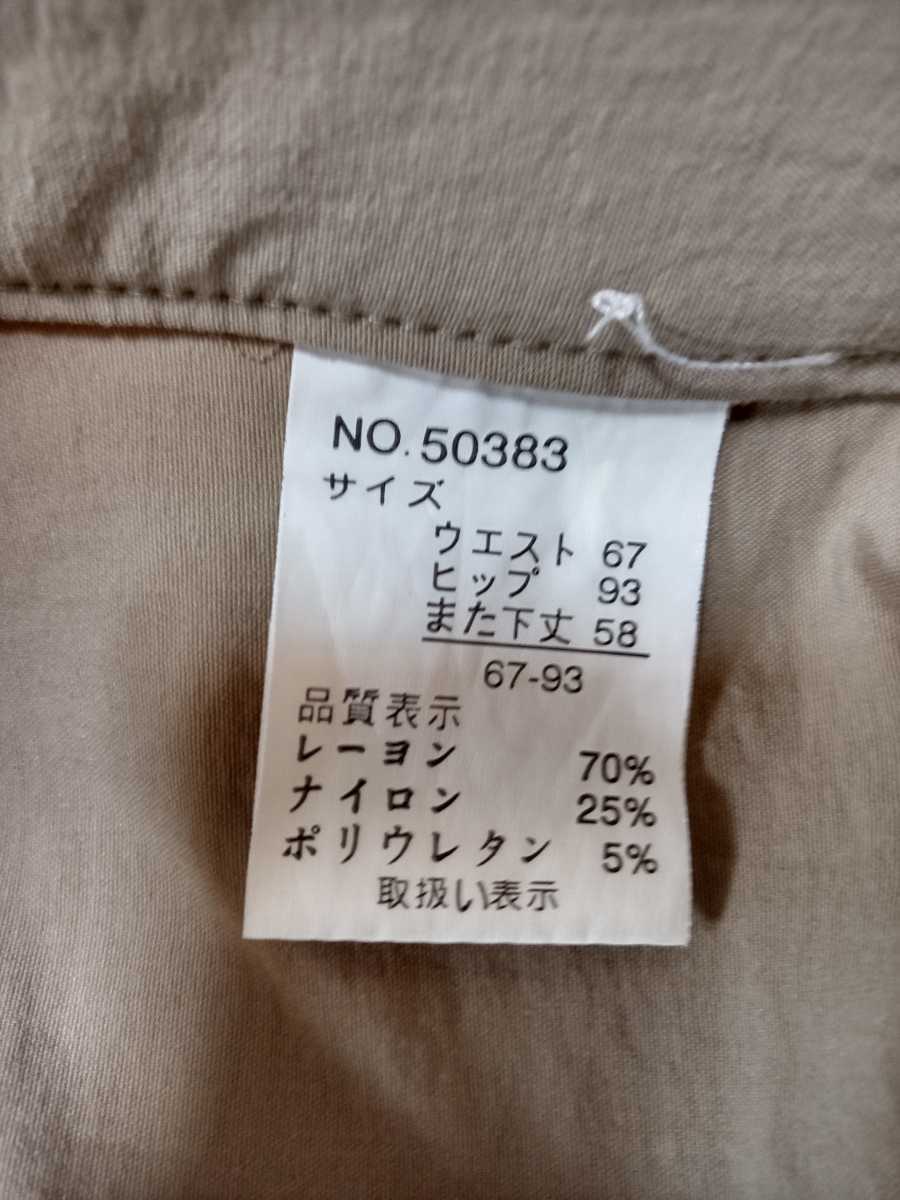 NO. 50383
サイズ
ウエスト 67
ヒップ 93
また下丈 58
67-93
品質表示
レーヨン 70%
ナイロン 25%
ポリウレタン 5%
取扱い表示